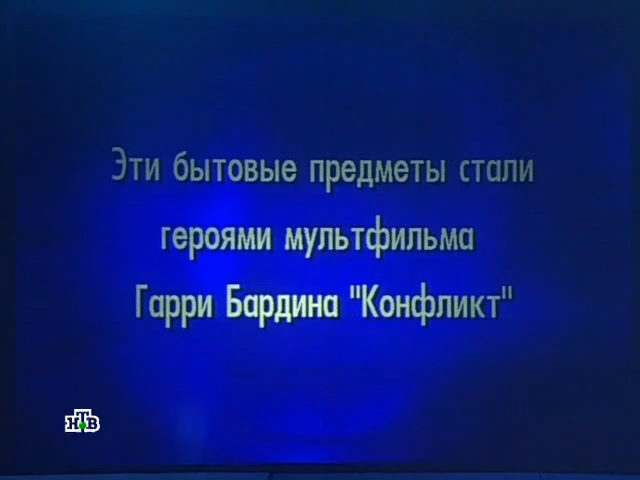 Эти бытовые предметы стали
героями мультфильма
Гарри Бардина "Конфликт"
НТВ